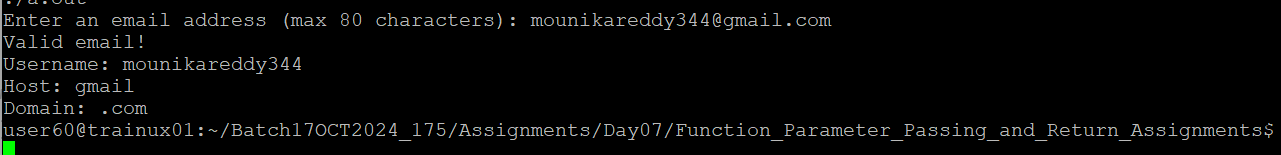 ./a.out
Enter an email address (max 80 characters): mounikareddy344@gmail.com
Valid email!
Username: mounikareddy344
Host: gmail
Domain: .com
user60@trainux01:~/Batch17OCT2024_175/Assignments/Day07/Function_Parameter_Passing_and_Return_Assignments$